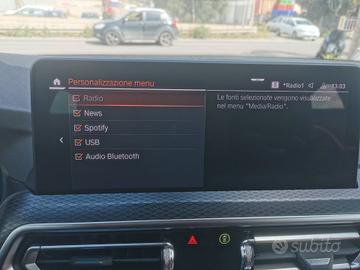 Personalizzazione menu
*Radio1
13:03
Radio
News
Spotify
USB
Audio Bluetooth
Le fonti selezionate vengono visualizzate
nel menu "Media/Radio".
subito